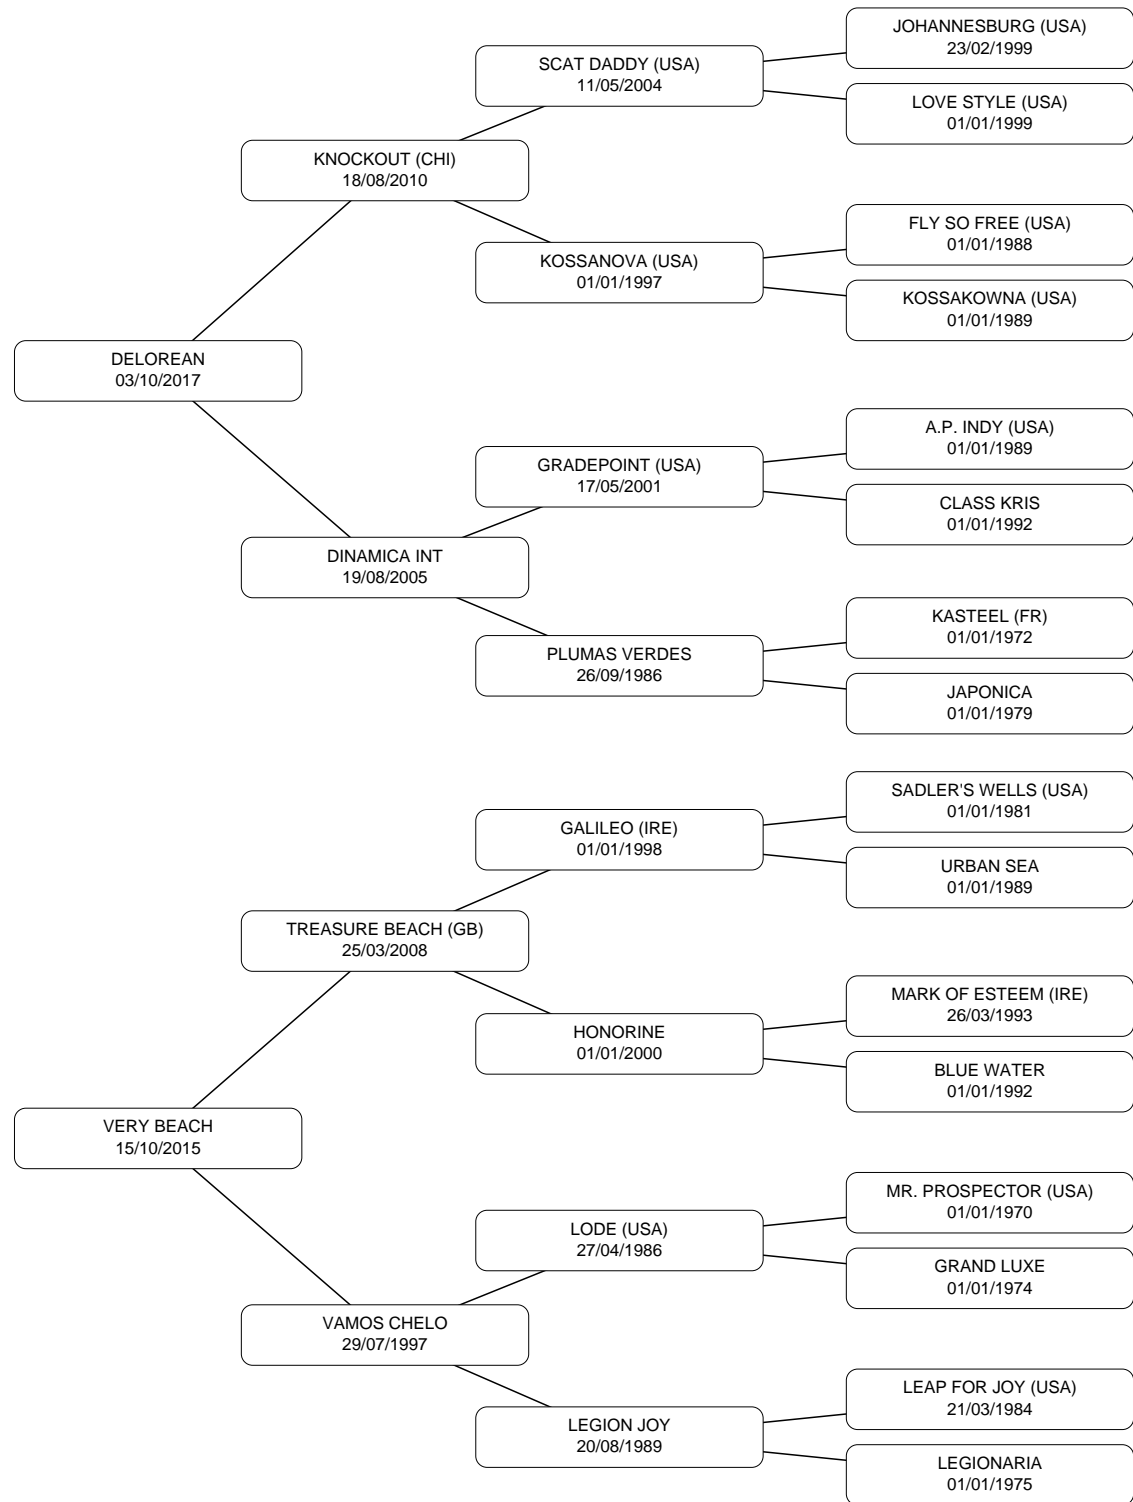 JOHANNESBURG (USA)
23/02/1999
SCAT DADDY (USA)
11/05/2004
LOVE STYLE (USA)
01/01/1999
KNOCKOUT (CHI)
18/08/2010
FLY SO FREE (USA)
01/01/1988
KOSSANOVA (USA)
01/01/1997
KOSSAKOWNA (USA)
01/01/1989
DELOREAN
03/10/2017
A.P. INDY (USA)
01/01/1989
GRADEPOINT (USA)
17/05/2001
CLASS KRIS
01/01/1992
DINAMICA INT
19/08/2005
KASTEEL (FR)
01/01/1972
PLUMAS VERDES
26/09/1986
JAPONICA
01/01/1979
SADLER'S WELLS (USA)
01/01/1981
GALILEO (IRE)
01/01/1998
URBAN SEA
01/01/1989
TREASURE BEACH (GB)
25/03/2008
MARK OF ESTEEM (IRE)
26/03/1993
HONORINE
01/01/2000
BLUE WATER
01/01/1992
VERY BEACH
15/10/2015
MR. PROSPECTOR (USA)
01/01/1970
LODE (USA)
27/04/1986
GRAND LUXE
01/01/1974
VAMOS CHELO
29/07/1997
LEAP FOR JOY (USA)
21/03/1984
LEGION JOY
20/08/1989
LEGIONARIA
01/01/1975